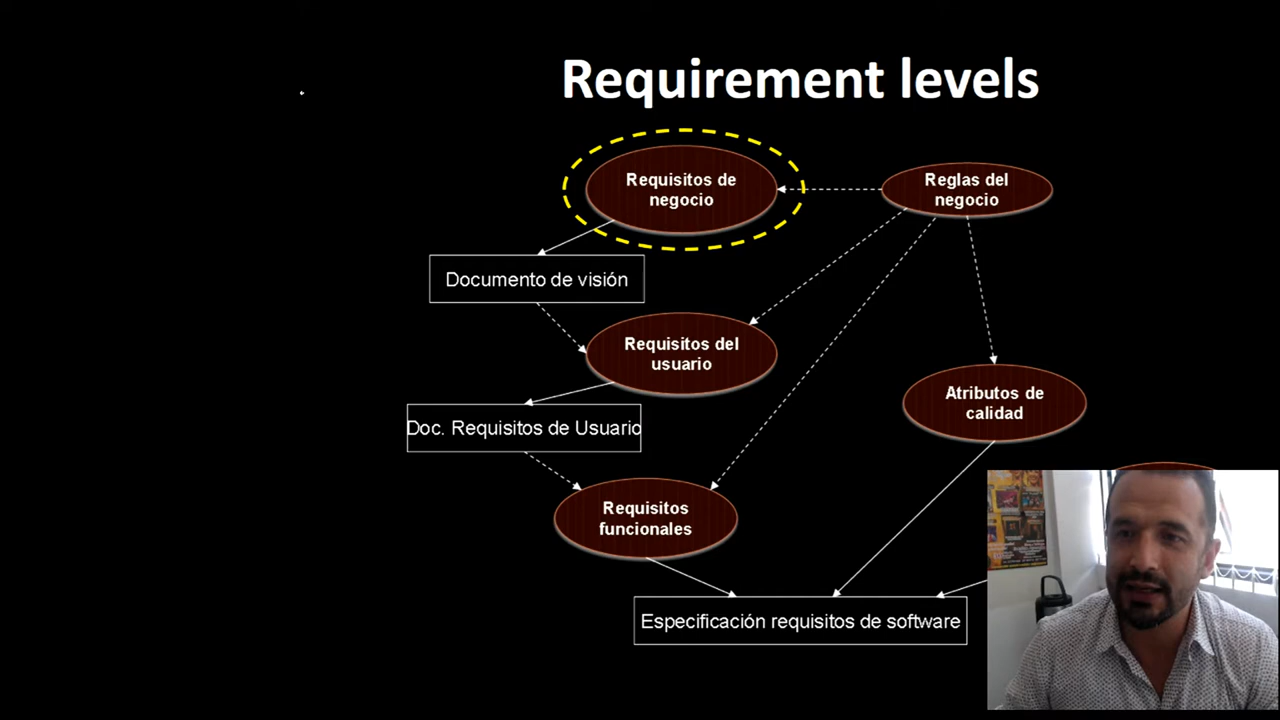 Requirement levels
Requisitos de
negocio
Reglas del
negocio
Documento de visión
Requisitos del
usuario
Atributos de
calidad
Doc. Requisitos de Usuario
Requisitos
funcionales
Especificación requisitos de software